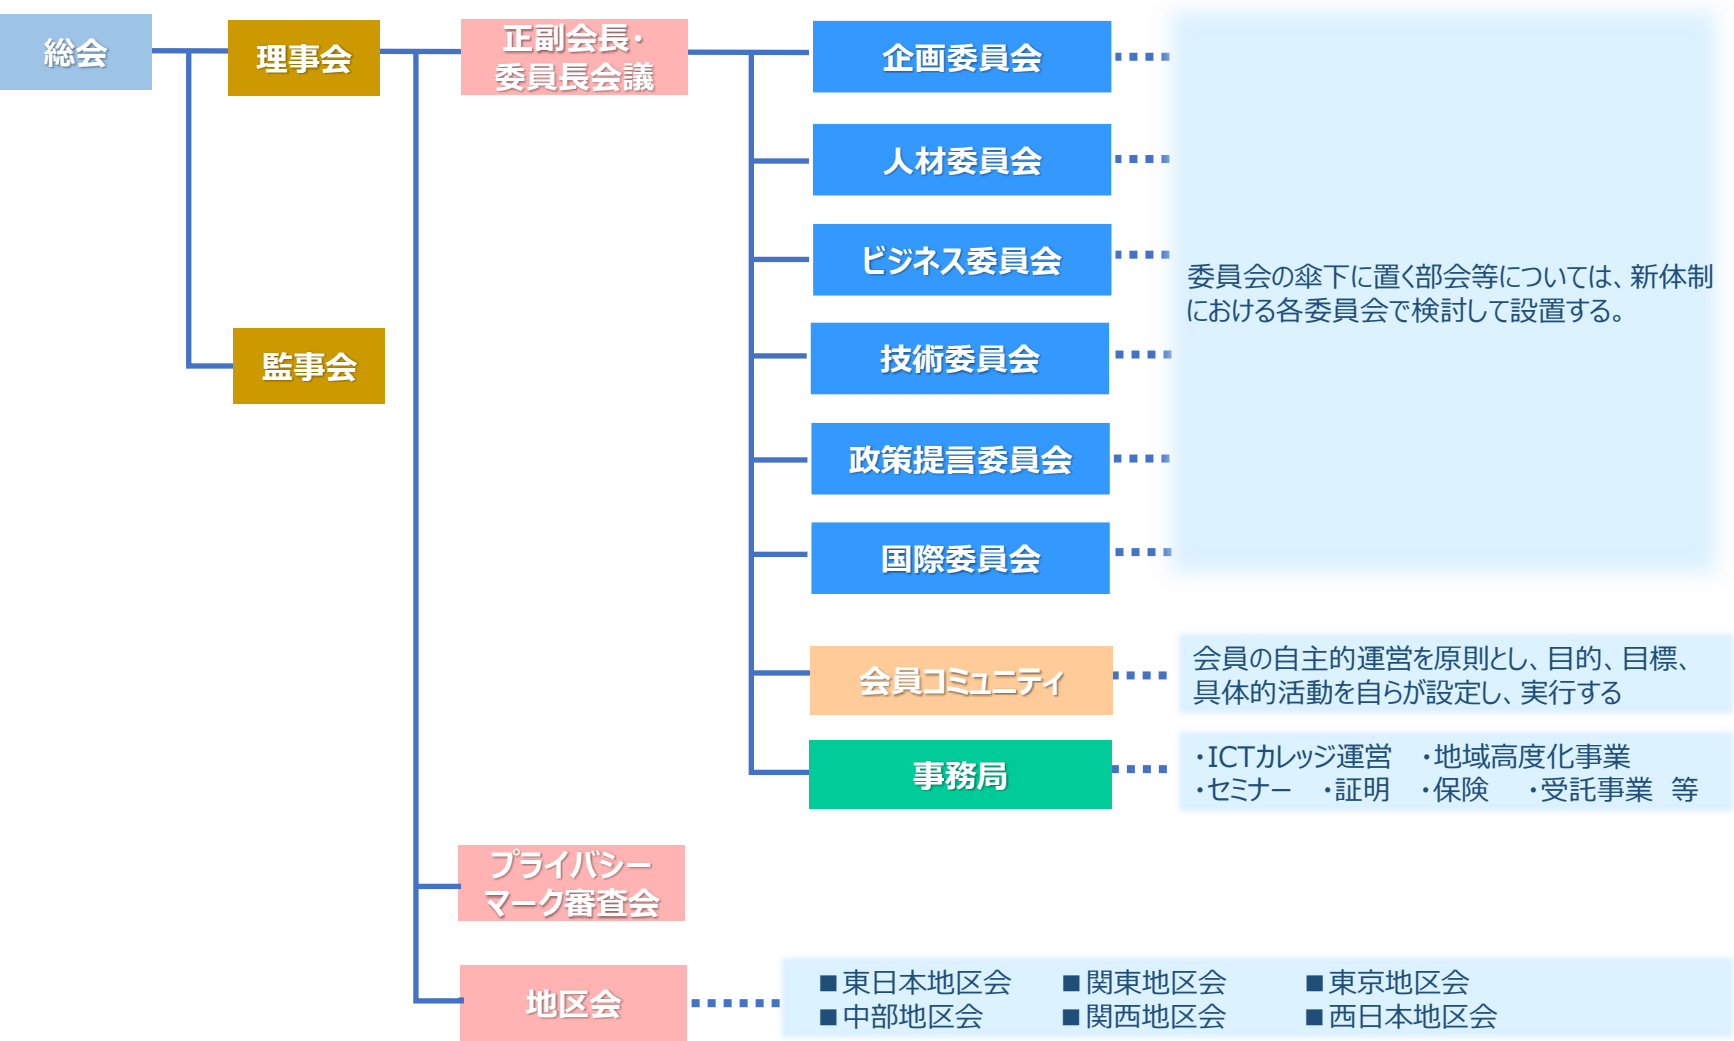 総会
理事会
監事会
正副会長・
委員長会議
企画委員会
人材委員会
ビジネス委員会
技術委員会
政策提言委員会
国際委員会
委員会の傘下に置く部会等については、新体制
における各委員会で検討して設置する。
会員コミュニティ
会員の自主的運営を原則とし、目的、目標、
具体的活動を自らが設定し、実行する
事務局
・ICTカレッジ運営　・地域高度化事業
・セミナー　・証明　・保険　・受託事業　等
プライバシー
マーク審査会
地区会
■東日本地区会　■関東地区会　■東京地区会
■中部地区会　■関西地区会　■西日本地区会